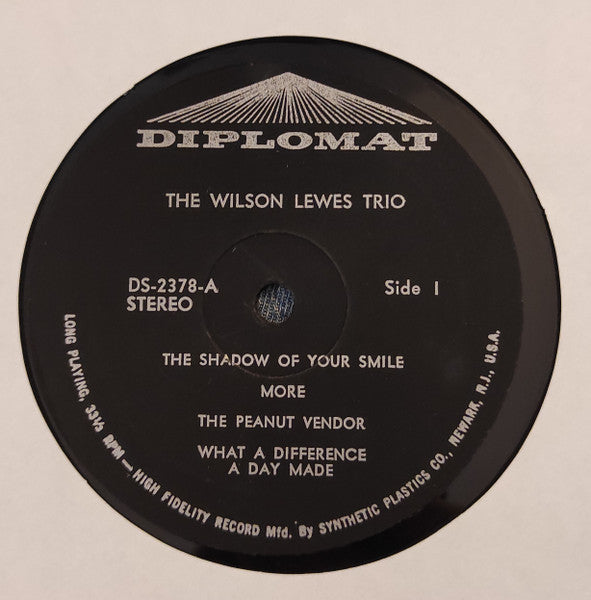 DIPLOMAT
THE WILSON LEWES TRIO
DS-2378-A
STEREO
Side 1
THE SHADOW OF YOUR SMILE
MORE
THE PEANUT VENDOR
WHAT A DIFFERENCE
A DAY MADE
LONG PLAYING, 33⅓ RPM — HIGH FIDELITY RECORD Mfd. By SYNTHETIC PLASTICS CO., NEWARK, N.J., U.S.A.